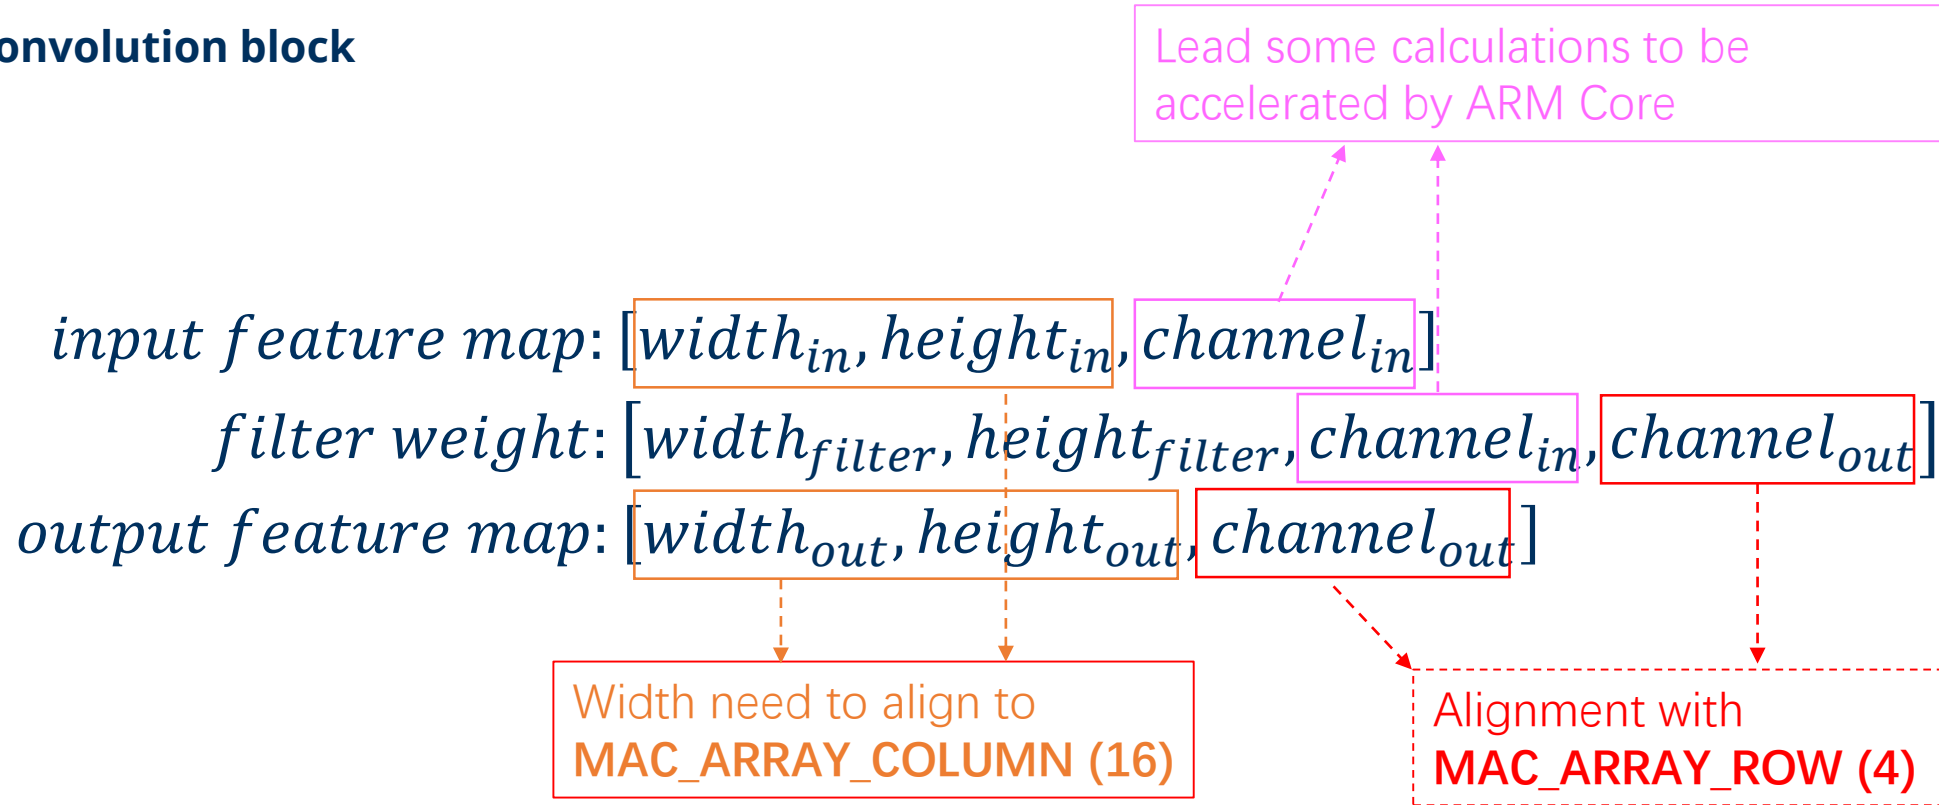 onvolution block
Lead some calculations to be
accelerated by ARM Core
input feature map: [width_in, height_in, channel_in]
filter weight: [width_filter, height_filter, channel_in, channel_out]
output feature map: [width_out, height_out, channel_out]
Width need to align to
MAC_ARRAY_COLUMN (16)
Alignment with
MAC_ARRAY_ROW (4)